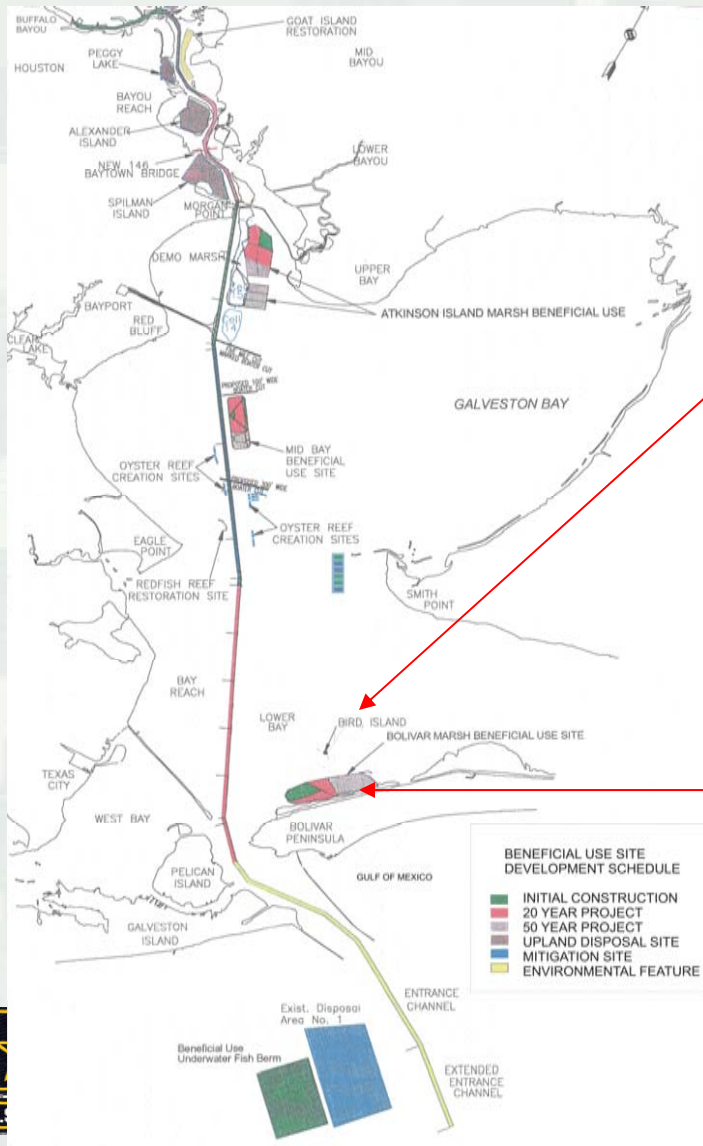 BUFFALO
BAYOU
GOAT ISLAND
RESTORATION
PEGGY
LAKE
MID
BAYOU
HOUSTON
BAYOU
REACH
ALEXANDER
ISLAND
NEW 146
BAYTOWN BRIDGE
LOWER
BAYOU
SPILMAN
ISLAND
MORGAN
POINT
DEMO MARSH
UPPER
BAY
BAYPORT
RED
BLUFF
ATKINSON ISLAND MARSH BENEFICIAL USE
CLEAR
LAKE
PROPOSED 100' WIDE
GALVESTON BAY
MID BAY
BENEFICIAL
USE SITE
OYSTER REEF
CREATION SITES
OYSTER REEF
CREATION SITES
EAGLE
POINT
REDFISH REEF
RESTORATION SITE
SMITH
POINT
BAY
REACH
LOWER
BAY
BIRD ISLAND
BOLIVAR MARSH BENEFICIAL USE SITE
TEXAS
CITY
WEST BAY
BOLIVAR
PENINSULA
PELICAN
ISLAND
GULF OF MEXICO
GALVESTON
ISLAND
BENEFICIAL USE SITE
DEVELOPMENT SCHEDULE
INITIAL CONSTRUCTION
20 YEAR PROJECT
50 YEAR PROJECT
UPLAND DISPOSAL SITE
MITIGATION SITE
ENVIRONMENTAL FEATURE
ENTRANCE
CHANNEL
Exist. Disposal
Area No. 1
Beneficial Use
Underwater Fish Berm
EXTENDED
ENTRANCE
CHANNEL